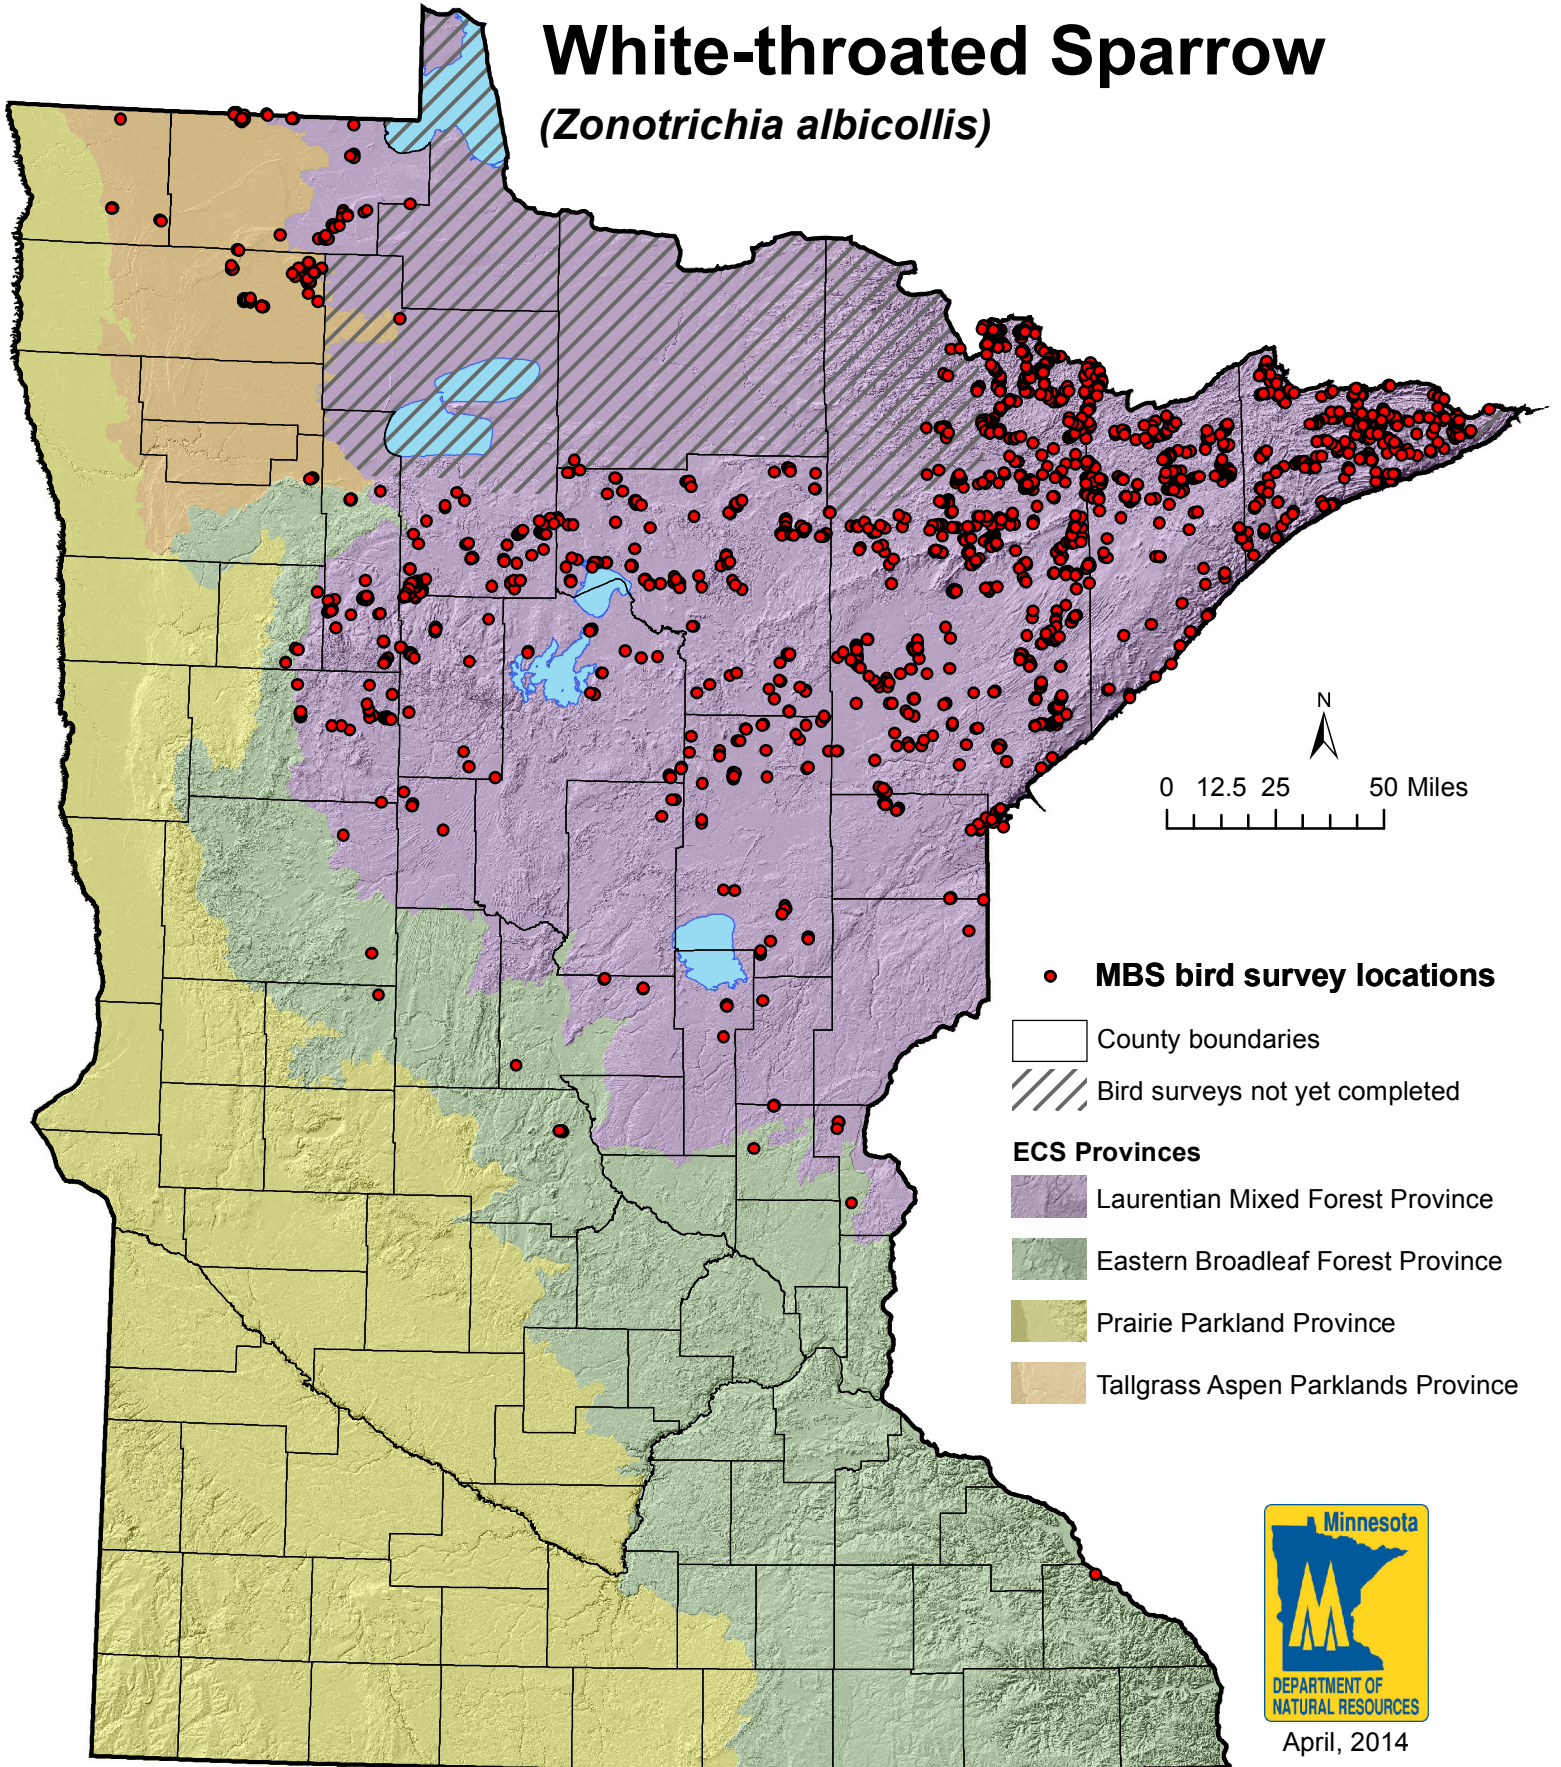 White-throated Sparrow
(Zonotrichia albicollis)
N
0 12.5 25 50 Miles
MBS bird survey locations
County boundaries
Bird surveys not yet completed
ECS Provinces
Laurentian Mixed Forest Province
Eastern Broadleaf Forest Province
Prairie Parkland Province
Tallgrass Aspen Parklands Province
Minnesota
DEPARTMENT OF
NATURAL RESOURCES
April, 2014